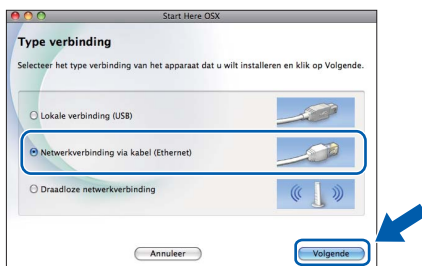 Start Here OSX
Type verbinding
Selecteer het type verbinding van het apparaat dat u wilt installeren en klik op Volgende.
Lokale verbinding (USB)
Netwerkverbinding via kabel (Ethernet)
Draadloze netwerkverbinding
Annuleer
Volgende